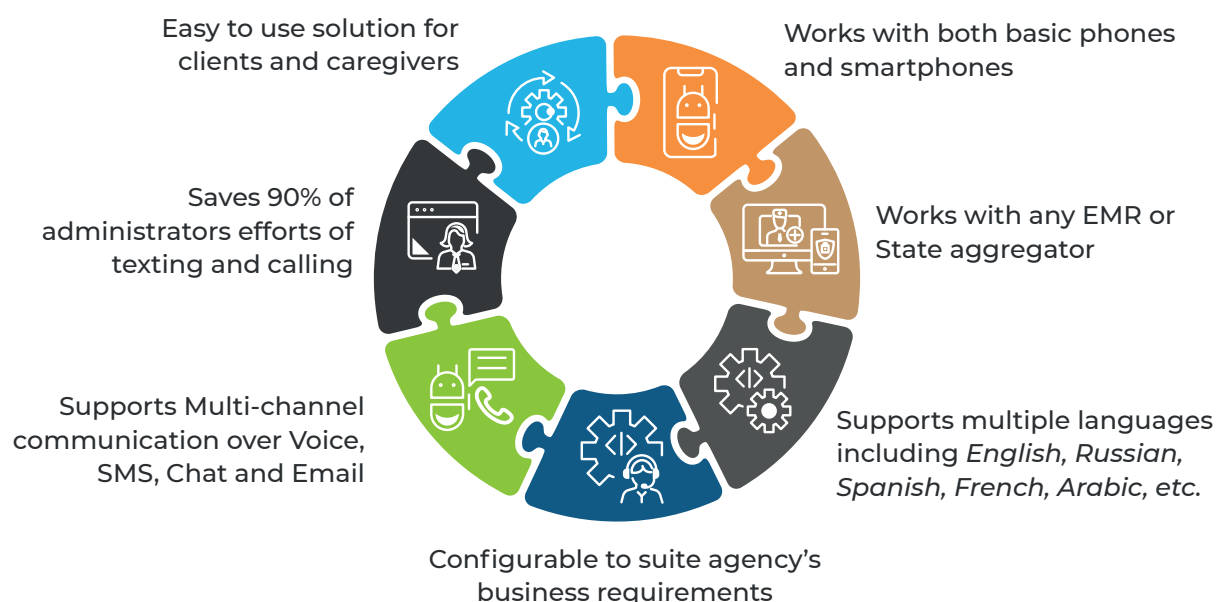 Easy to use solution for
clients and caregivers
Works with both basic phones
and smartphones
Saves 90% of
administrators efforts of
texting and calling
Works with any EMR or
State aggregator
Supports Multi-channel
communication over Voice,
SMS, Chat and Email
Supports multiple languages
including English, Russian,
Spanish, French, Arabic, etc.
Configurable to suite agency's
business requirements